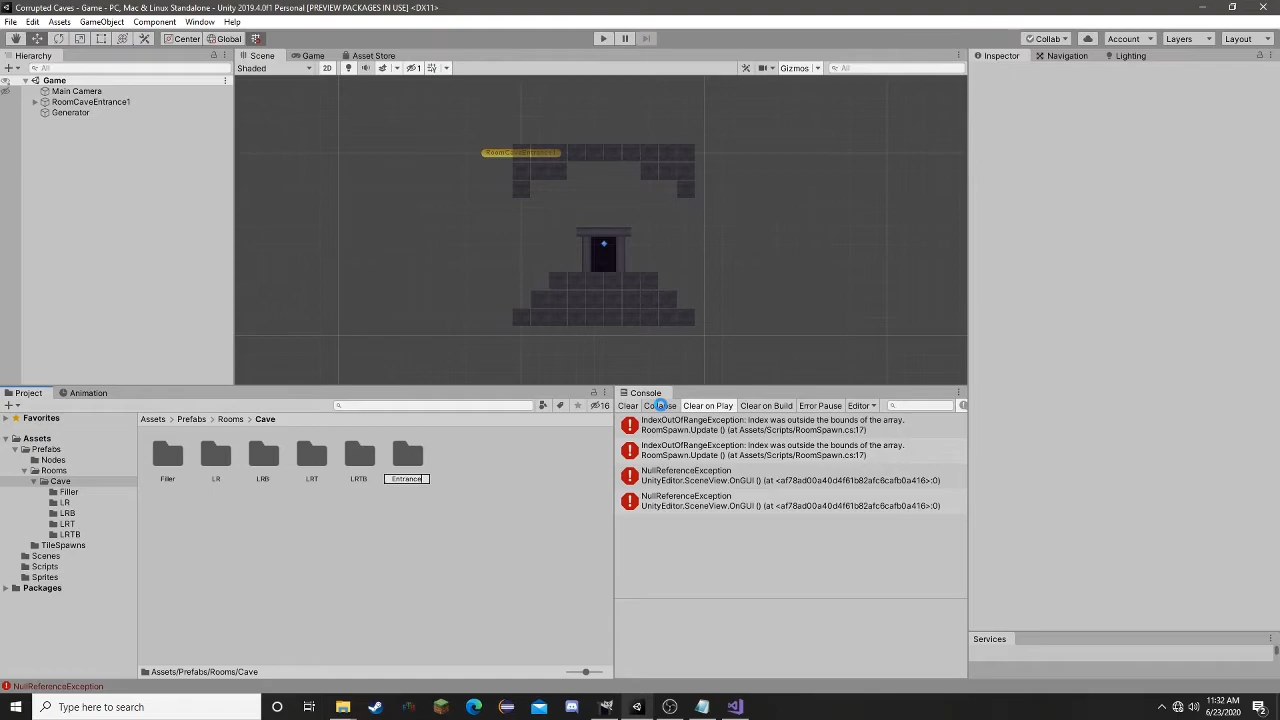 Corrupted Caves - Game - PC, Mac & Linux Standalone - Unity 2019.4.0f1 Personal [PREVIEW PACKAGES IN USE] <DX11>
File Edit Assets GameObject Component Window Help
Center Global Collab Account Layers Layout
Hierarchy Scene Game Asset Store Inspector Navigation Lighting
All Shaded 2D 1 Gizmos All
Game
Main Camera
RoomCaveEntrance1
Generator
RoomCaveEntrance1
Project Animation Console
16 Clear Collapse Clear on Play Clear on Build Error Pause Editor
Favorites
Assets
Prefabs
Nodes
Rooms
Cave
Filler
LR
LRB
LRT
LRTB
TileSpawns
Scenes
Scripts
Sprites
Packages
Assets Prefabs Rooms Cave
Filler LR LRB LRT LRTB Entrance
Assets/Prefabs/Rooms/Cave
IndexOutOfRangeException: Index was outside the bounds of the array.
RoomSpawn.Update () (at Assets/Scripts/RoomSpawn.cs:17)
IndexOutOfRangeException: Index was outside the bounds of the array.
RoomSpawn.Update () (at Assets/Scripts/RoomSpawn.cs:17)
NullReferenceException
UnityEditor.SceneView.OnGUI () (at <af78ad00a40d4f61b82afc6cafb0a416>:0)
NullReferenceException
UnityEditor.SceneView.OnGUI () (at <af78ad00a40d4f61b82afc6cafb0a416>:0)
Services
NullReferenceException
Type here to search
11:32 AM
6/23/2020